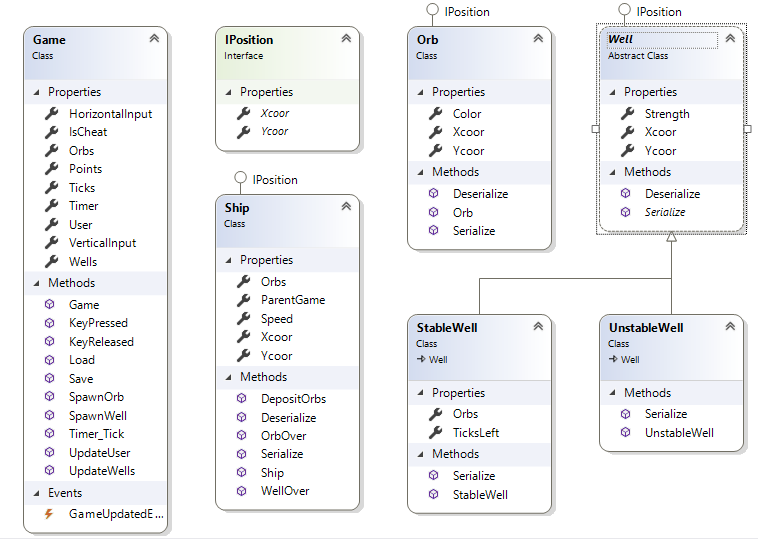 Game
Class
Properties
HorizontalInput
IsCheat
Orbs
Points
Ticks
Timer
User
VerticalInput
Wells
Methods
Game
KeyPressed
KeyReleased
Load
Save
SpawnOrb
SpawnWell
Timer_Tick
UpdateUser
UpdateWells
Events
GameUpdatedE...
IPosition
Interface
Properties
Xcoor
Ycoor
IPosition
Ship
Class
Properties
Orbs
ParentGame
Speed
Xcoor
Ycoor
Methods
DepositOrbs
Deserialize
OrbOver
Serialize
Ship
WellOver
IPosition
Orb
Class
Properties
Color
Xcoor
Ycoor
Methods
Deserialize
Orb
Serialize
IPosition
Well
Abstract Class
Properties
Strength
Xcoor
Ycoor
Methods
Deserialize
Serialize
StableWell
Class
Well
Properties
Orbs
TicksLeft
Methods
Serialize
StableWell
UnstableWell
Class
Well
Methods
Serialize
UnstableWell